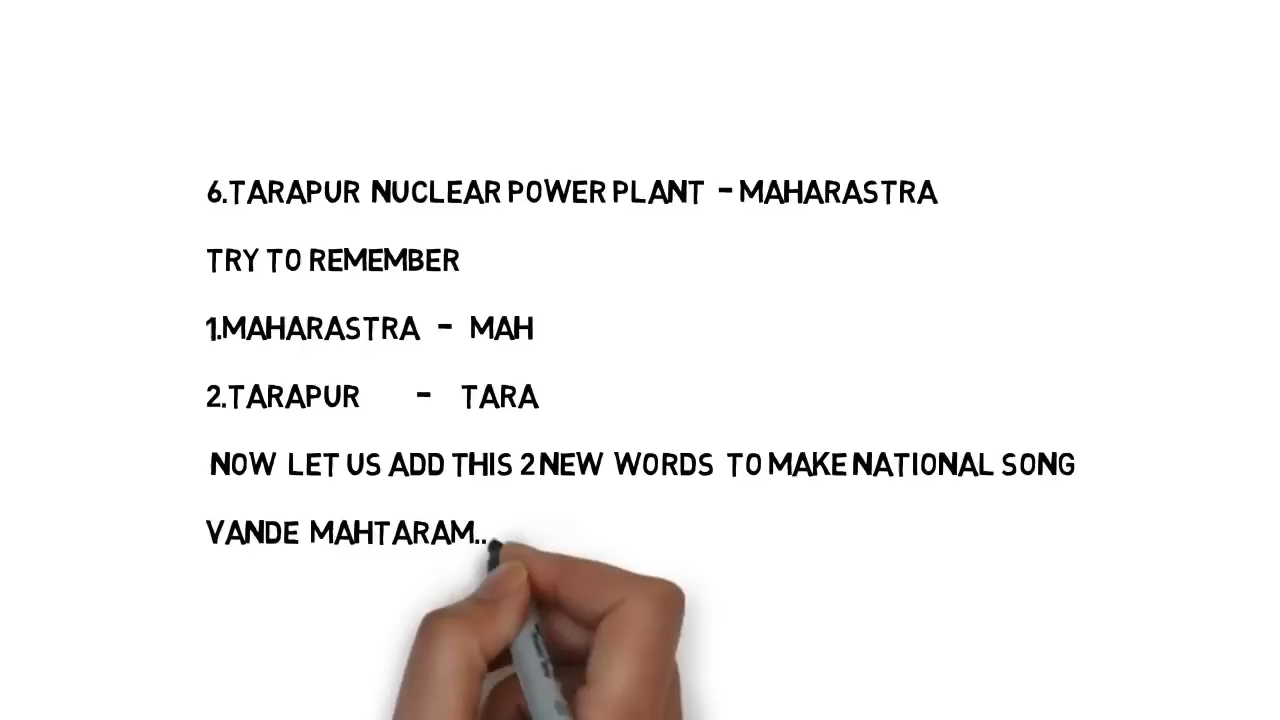 6.TARAPUR NUCLEAR POWER PLANT - MAHARASTRA
TRY TO REMEMBER
1.MAHARASTRA - MAH
2.TARAPUR - TARA
NOW LET US ADD THIS 2 NEW WORDS TO MAKE NATIONAL SONG
VANDE MAHTARAM..